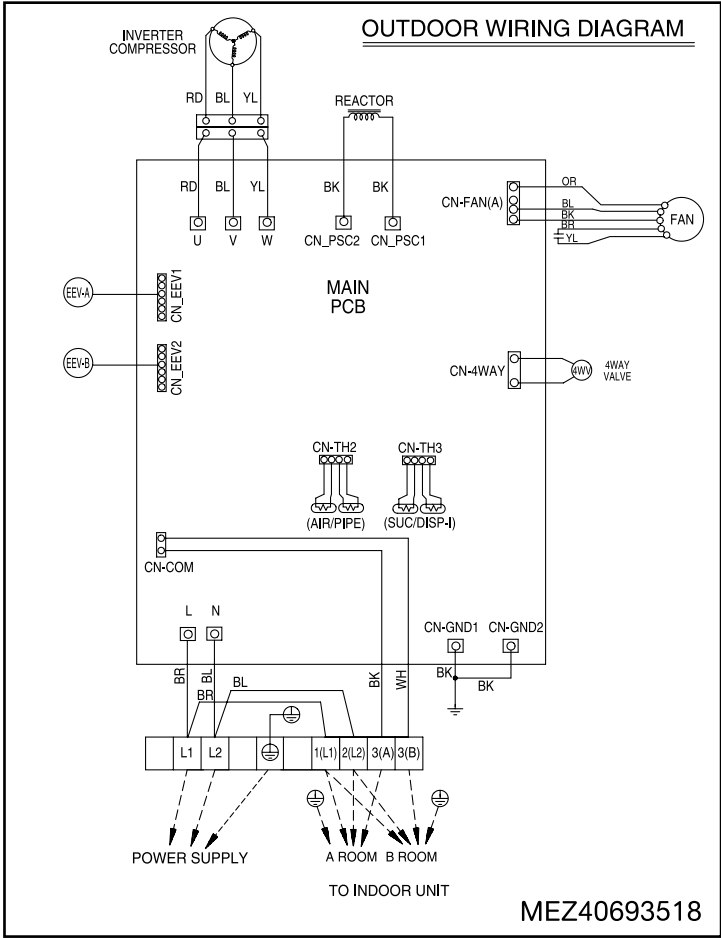 OUTDOOR WIRING DIAGRAM
INVERTER
COMPRESSOR
RD BL YL
REACTOR
RD BL YL
BK BK
U V W
CN_PSC2 CN_PSC1
CN-FAN(A)
OR
BL
BK
BR
YL
FAN
EEV-A
CN_EEV1
MAIN
PCB
EEV-B
CN_EEV2
CN-4WAY
4WV
4WAY
VALVE
CN-TH2
CN-TH3
(AIR/PIPE)
(SUC/DISP-I)
CN-COM
L N
CN-GND1 CN-GND2
BR
BL
BR
BL
BK
WH
BK
BK
L1 L2 1(L1) 2(L2) 3(A) 3(B)
POWER SUPPLY
A ROOM B ROOM
TO INDOOR UNIT
MEZ40693518